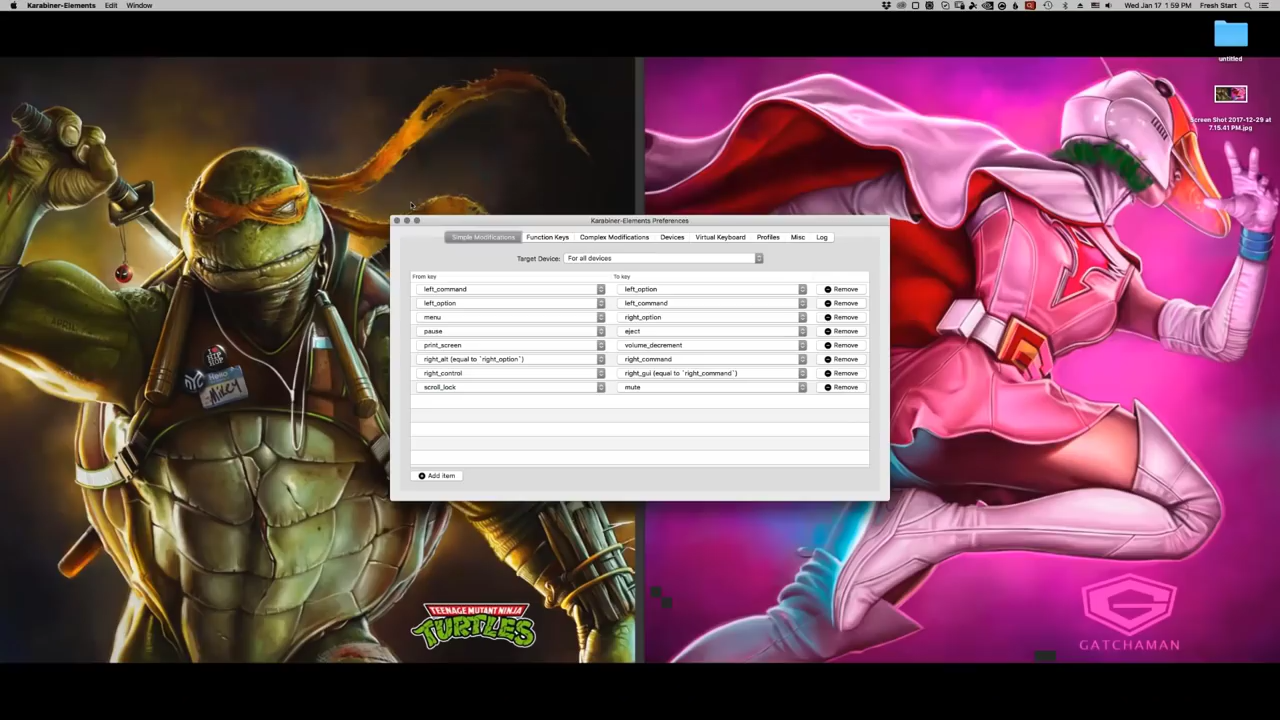 Karabiner-Elements Edit Window
Wed Jan 17 1:59 PM Fresh Start
untitled
Screen Shot 2017-12-29 at
7.15.41 PM.jpg
Karabiner-Elements Preferences
Simple Modifications Function Keys Complex Modifications Devices Virtual Keyboard Profiles Misc Log
Target Device: For all devices
From key To key
left_command left_option Remove
left_option left_command Remove
menu right_option Remove
pause eject Remove
print_screen volume_decrement Remove
right_alt (equal to `right_option`) right_command Remove
right_control right_gui (equal to `right_command`) Remove
scroll_lock mute Remove
Add item
TEENAGE MUTANT NINJA
TURTLES
G
GATCHAMAN